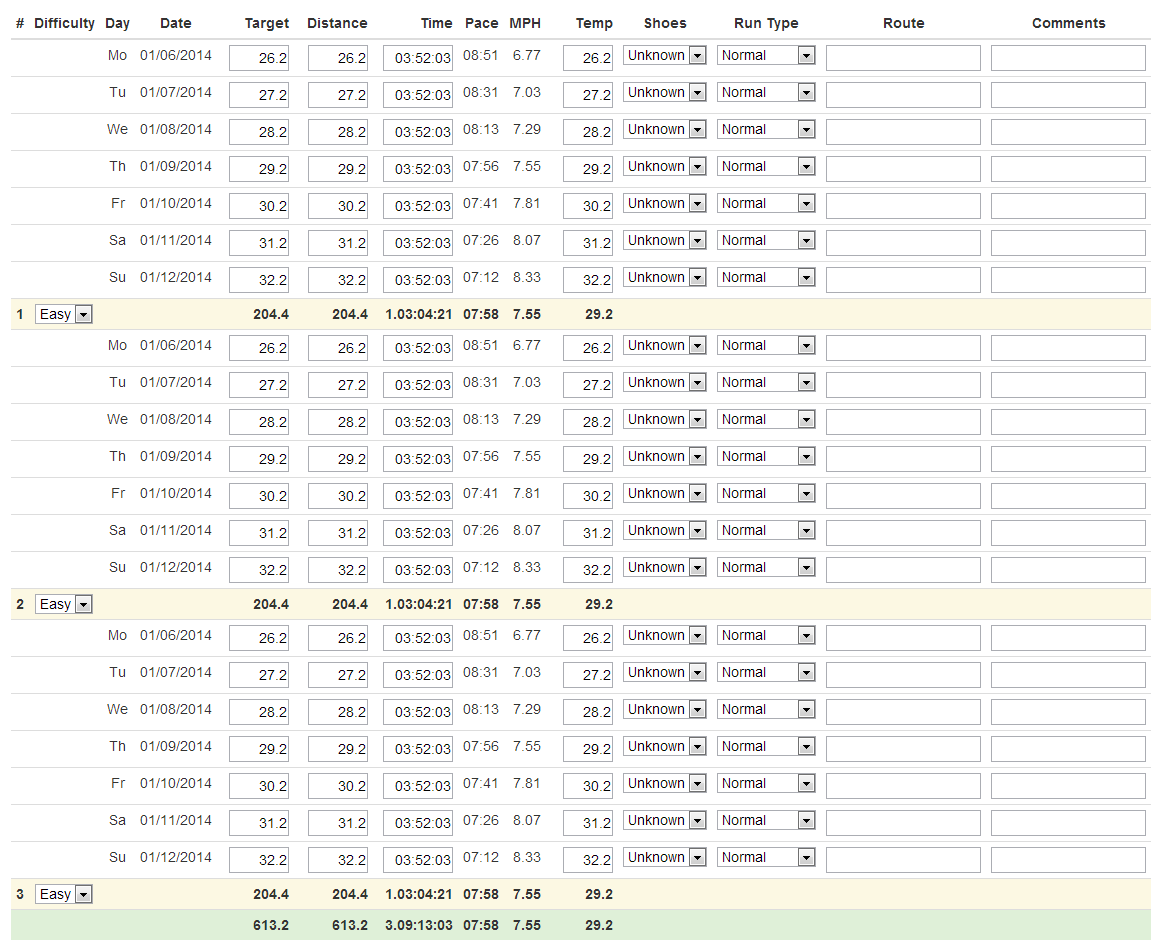 # Difficulty Day Date Target Distance Time Pace MPH Temp Shoes Run Type Route Comments
Mo 01/06/2014 26.2 26.2 03:52:03 08:51 6.77 26.2 Unknown Normal
Tu 01/07/2014 27.2 27.2 03:52:03 08:31 7.03 27.2 Unknown Normal
We 01/08/2014 28.2 28.2 03:52:03 08:13 7.29 28.2 Unknown Normal
Th 01/09/2014 29.2 29.2 03:52:03 07:56 7.55 29.2 Unknown Normal
Fr 01/10/2014 30.2 30.2 03:52:03 07:41 7.81 30.2 Unknown Normal
Sa 01/11/2014 31.2 31.2 03:52:03 07:26 8.07 31.2 Unknown Normal
Su 01/12/2014 32.2 32.2 03:52:03 07:12 8.33 32.2 Unknown Normal
1 Easy 204.4 204.4 1.03:04:21 07:58 7.55 29.2
Mo 01/06/2014 26.2 26.2 03:52:03 08:51 6.77 26.2 Unknown Normal
Tu 01/07/2014 27.2 27.2 03:52:03 08:31 7.03 27.2 Unknown Normal
We 01/08/2014 28.2 28.2 03:52:03 08:13 7.29 28.2 Unknown Normal
Th 01/09/2014 29.2 29.2 03:52:03 07:56 7.55 29.2 Unknown Normal
Fr 01/10/2014 30.2 30.2 03:52:03 07:41 7.81 30.2 Unknown Normal
Sa 01/11/2014 31.2 31.2 03:52:03 07:26 8.07 31.2 Unknown Normal
Su 01/12/2014 32.2 32.2 03:52:03 07:12 8.33 32.2 Unknown Normal
2 Easy 204.4 204.4 1.03:04:21 07:58 7.55 29.2
Mo 01/06/2014 26.2 26.2 03:52:03 08:51 6.77 26.2 Unknown Normal
Tu 01/07/2014 27.2 27.2 03:52:03 08:31 7.03 27.2 Unknown Normal
We 01/08/2014 28.2 28.2 03:52:03 08:13 7.29 28.2 Unknown Normal
Th 01/09/2014 29.2 29.2 03:52:03 07:56 7.55 29.2 Unknown Normal
Fr 01/10/2014 30.2 30.2 03:52:03 07:41 7.81 30.2 Unknown Normal
Sa 01/11/2014 31.2 31.2 03:52:03 07:26 8.07 31.2 Unknown Normal
Su 01/12/2014 32.2 32.2 03:52:03 07:12 8.33 32.2 Unknown Normal
3 Easy 204.4 204.4 1.03:04:21 07:58 7.55 29.2
613.2 613.2 3.09:13:03 07:58 7.55 29.2